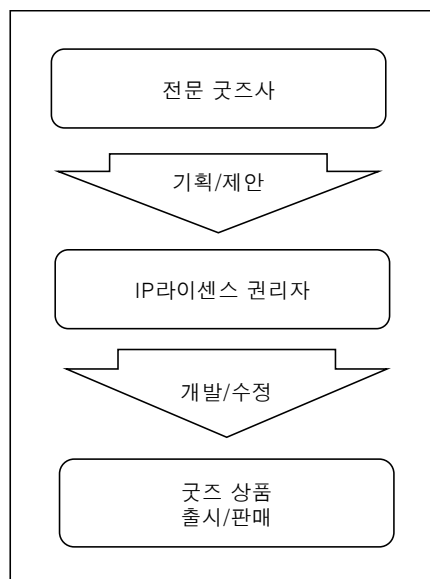 전문 굿즈사
기획/제안
IP라이센스 권리자
개발/수정
굿즈 상품
출시/판매